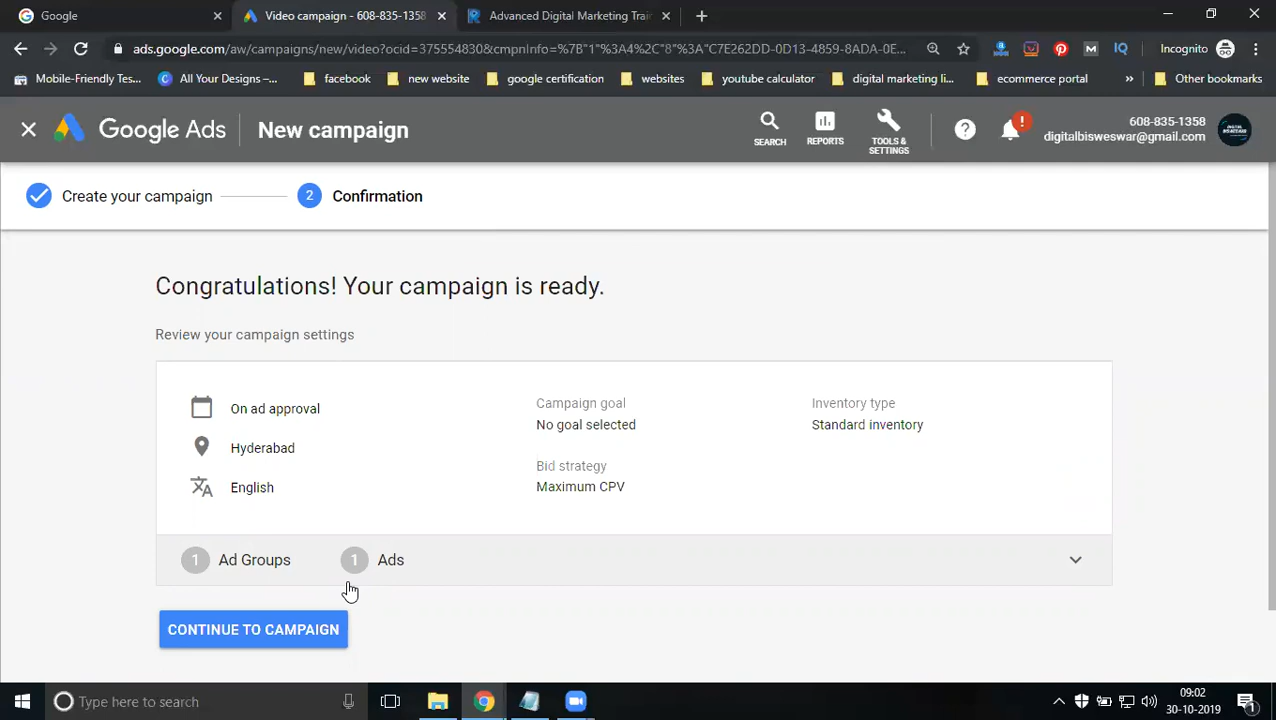 Google
Video campaign - 608-835-1358
Advanced Digital Marketing Trai
ads.google.com/aw/campaigns/new/video?ocid=375554830&cmpnInfo=%7B"1"%3A4%2C"8"%3A"C7E262DD-0D13-4859-8ADA-0E...
Incognito
Mobile-Friendly Tes...
All Your Designs –...
facebook
new website
google certification
websites
youtube calculator
digital marketing li...
ecommerce portal
»
Other bookmarks
Google Ads
New campaign
SEARCH
REPORTS
TOOLS & SETTINGS
608-835-1358
digitalbisweswar@gmail.com
Create your campaign
2 Confirmation
Congratulations! Your campaign is ready.
Review your campaign settings
On ad approval
Hyderabad
English
Campaign goal
No goal selected
Bid strategy
Maximum CPV
Inventory type
Standard inventory
1 Ad Groups
1 Ads
CONTINUE TO CAMPAIGN
Type here to search
09:02
30-10-2019